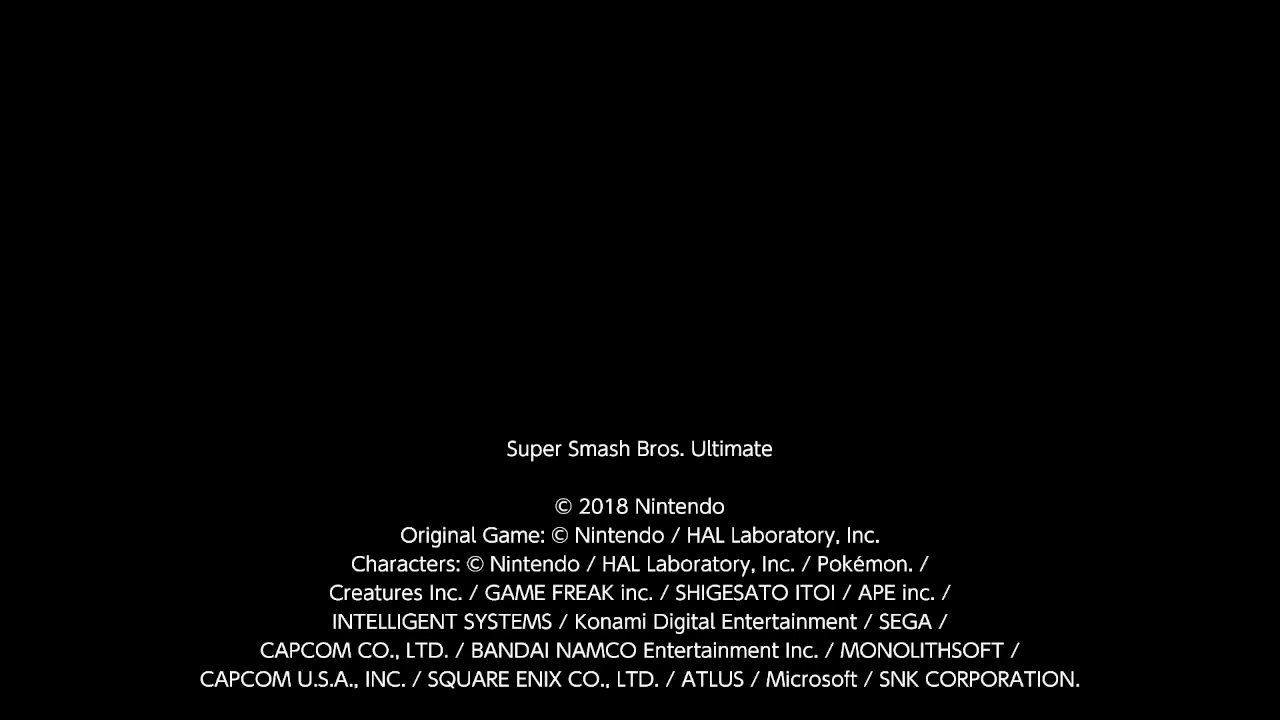 Super Smash Bros. Ultimate
© 2018 Nintendo
Original Game: © Nintendo / HAL Laboratory, Inc.
Characters: © Nintendo / HAL Laboratory, Inc. / Pokémon. /
Creatures Inc. / GAME FREAK inc. / SHIGESATO ITOI / APE inc. /
INTELLIGENT SYSTEMS / Konami Digital Entertainment / SEGA /
CAPCOM CO., LTD. / BANDAI NAMCO Entertainment Inc. / MONOLITHSOFT /
CAPCOM U.S.A., INC. / SQUARE ENIX CO., LTD. / ATLUS / Microsoft / SNK CORPORATION.